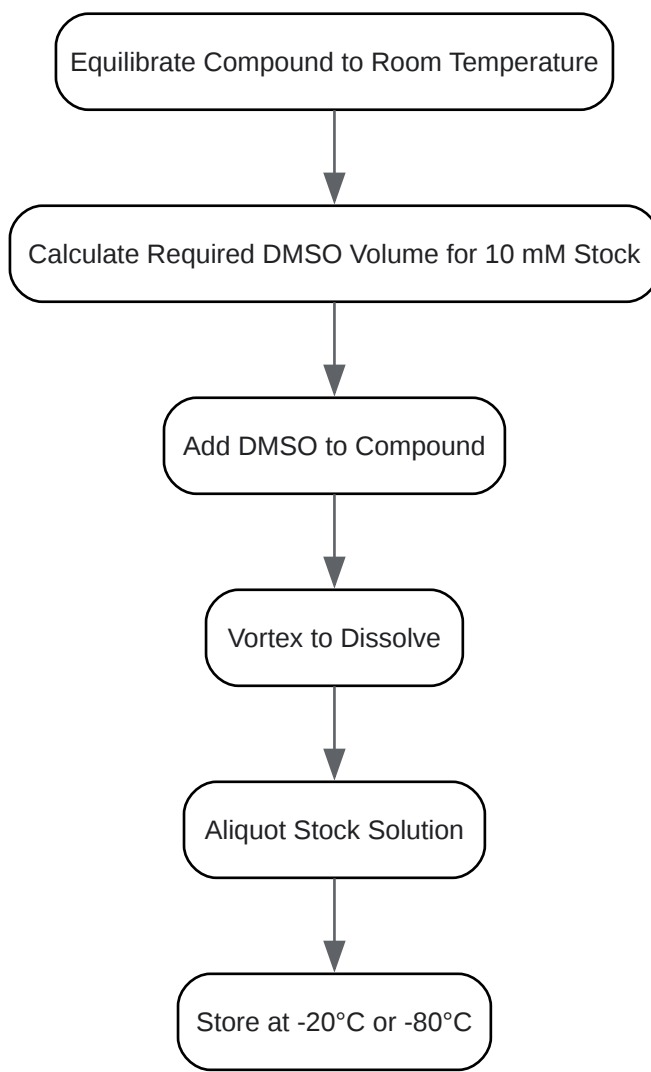 Equilibrate Compound to Room Temperature
Calculate Required DMSO Volume for 10 mM Stock
Add DMSO to Compound
Vortex to Dissolve
Aliquot Stock Solution
Store at -20°C or -80°C